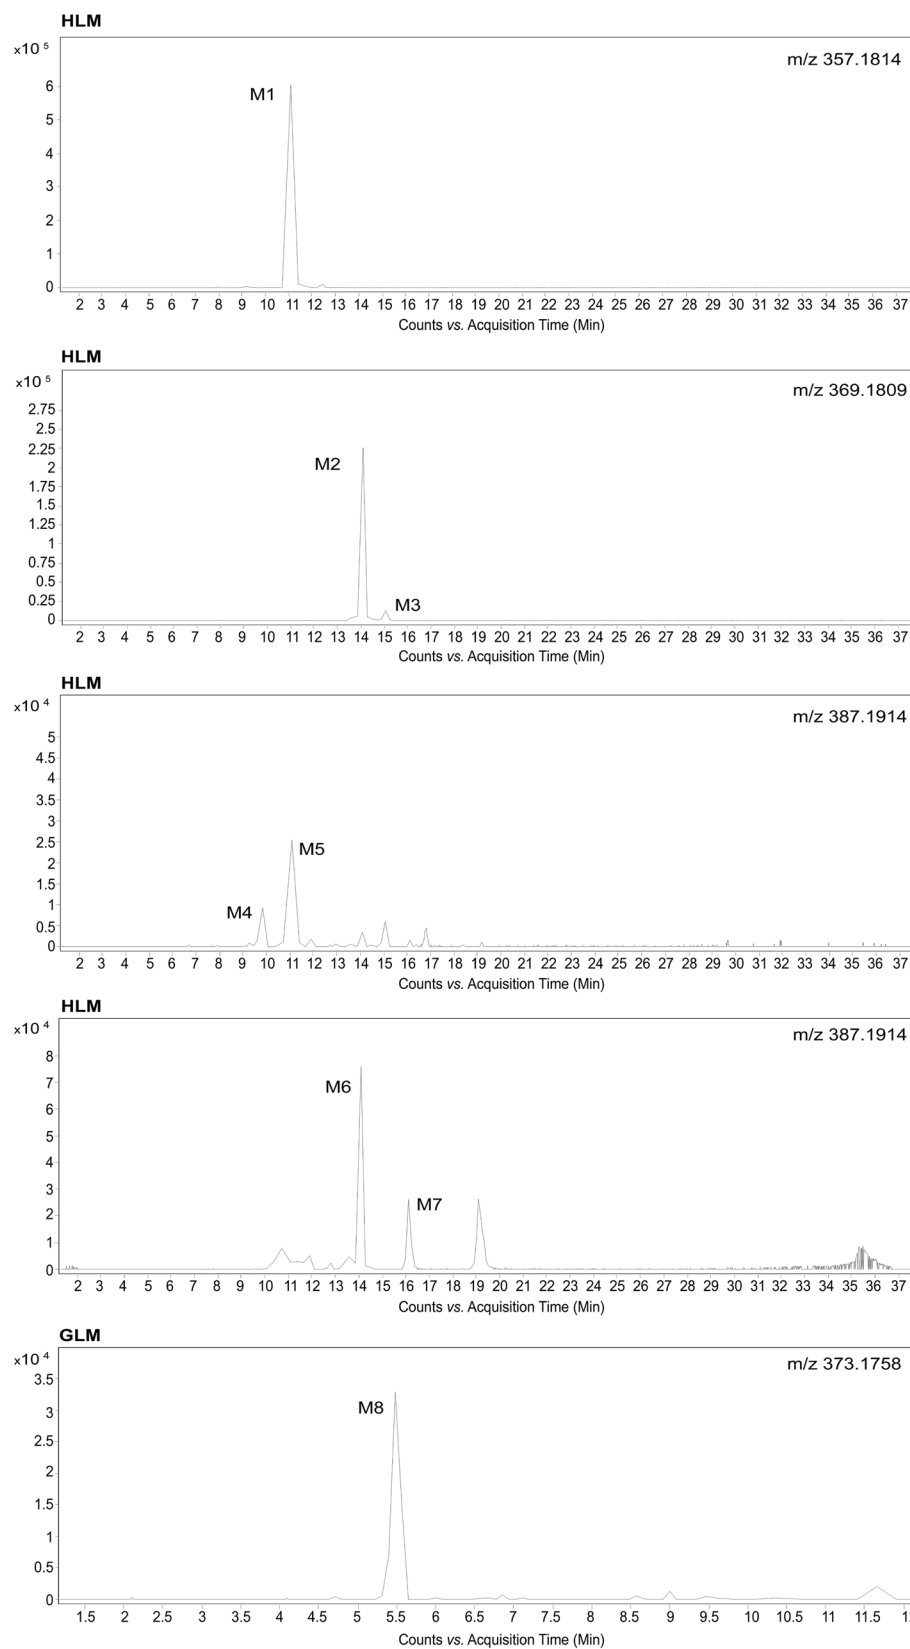 HLM
x10 5
m/z 357.1814
M1
6
5
4
3
2
1
0
2 3 4 5 6 7 8 9 10 11 12 13 14 15 16 17 18 19 20 21 22 23 24 25 26 27 28 29 30 31 32 33 34 35 36 37
Counts vs. Acquisition Time (Min)
HLM
x10 5
m/z 369.1809
2.75
2.5
2.25
M2
2
1.75
1.5
1.25
1
0.75
0.5
M3
0.25
0
2 3 4 5 6 7 8 9 10 11 12 13 14 15 16 17 18 19 20 21 22 23 24 25 26 27 28 29 30 31 32 33 34 35 36 37
Counts vs. Acquisition Time (Min)
HLM
x10 4
m/z 387.1914
5
4.5
4
3.5
3
2.5
M5
2
1.5
M4
1
0.5
0
2 3 4 5 6 7 8 9 10 11 12 13 14 15 16 17 18 19 20 21 22 23 24 25 26 27 28 29 30 31 32 33 34 35 36 37
Counts vs. Acquisition Time (Min)
HLM
x10 4
m/z 387.1914
8
7
M6
6
5
4
3
M7
2
1
0
2 3 4 5 6 7 8 9 10 11 12 13 14 15 16 17 18 19 20 21 22 23 24 25 26 27 28 29 30 31 32 33 34 35 36 37
Counts vs. Acquisition Time (Min)
GLM
x10 4
m/z 373.1758
3.5
M8
3
2.5
2
1.5
1
0.5
0
1.5 2 2.5 3 3.5 4 4.5 5 5.5 6 6.5 7 7.5 8 8.5 9 9.5 10 10.5 11 11.5
Counts vs. Acquisition Time (Min)